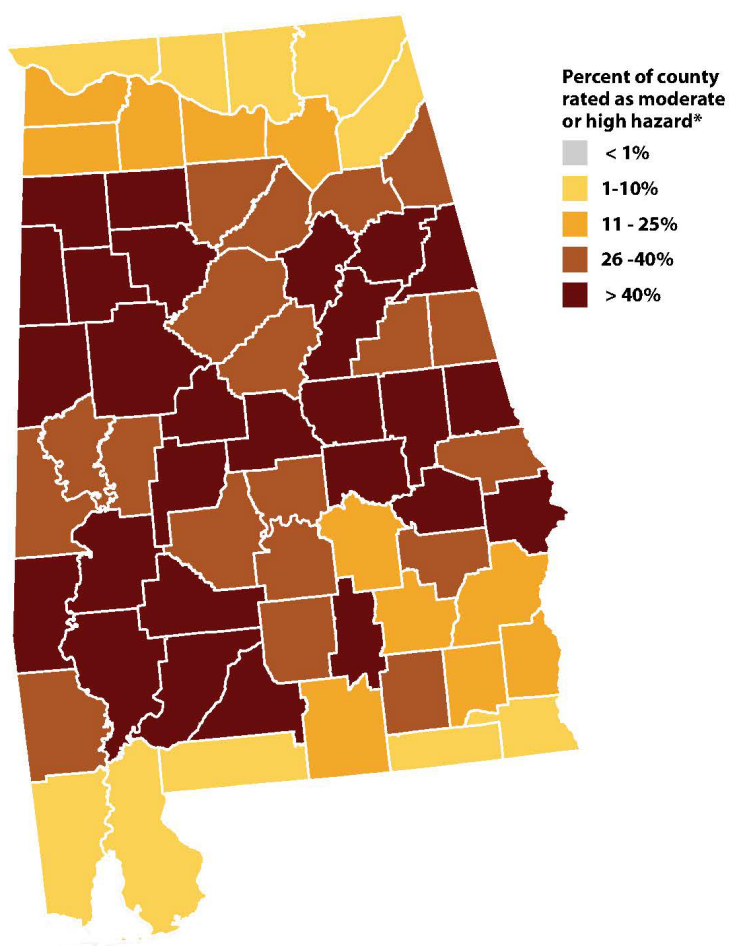 Percent of county
rated as moderate
or high hazard*
< 1%
1-10%
11 - 25%
26 -40%
> 40%